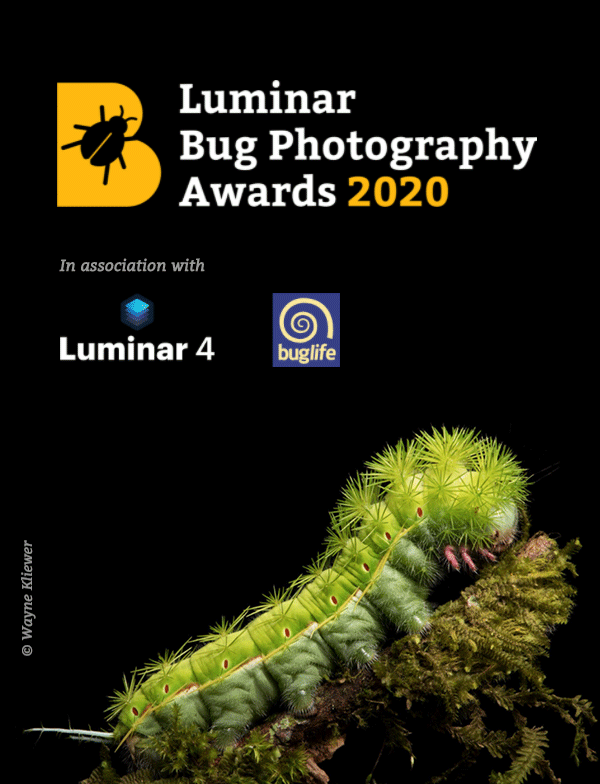 Luminar
Bug Photography
Awards 2020
In association with
Luminar 4
buglife
© Wayne Kliewer